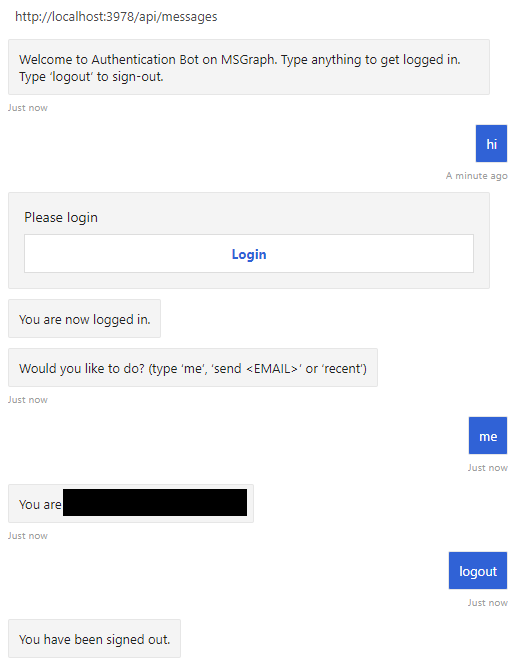 http://localhost:3978/api/messages
Welcome to Authentication Bot on MSGraph. Type anything to get logged in.
Type ‘logout’ to sign-out.
Just now
hi
A minute ago
Please login
Login
You are now logged in.
Would you like to do? (type ‘me’, ‘send <EMAIL>’ or ‘recent’)
Just now
me
Just now
You are
Just now
logout
Just now
You have been signed out.